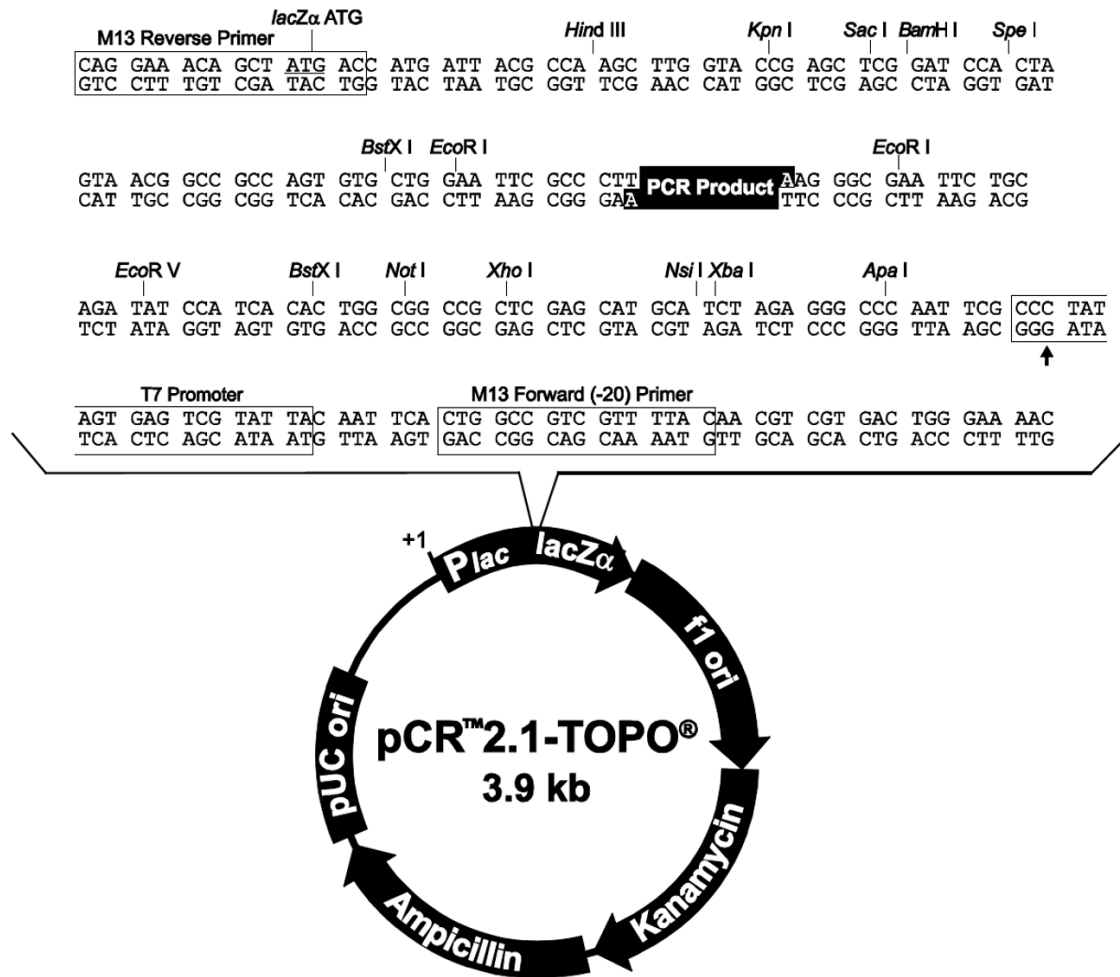 lacZα ATG
M13 Reverse Primer Hind III Kpn I Sac I BamH I Spe I
CAG GAA ACA GCT ATG ACC ATG ATT ACG CCA AGC TTG GTA CCG AGC TCG GAT CCA CTA
GTC CTT TGT CGA TAC TGG TAC TAA TGC GGT TCG AAC CAT GGC TCG AGC CTA GGT GAT
BstX I EcoR I EcoR I
GTA ACG GCC GCC AGT GTG CTG GAA TTC GCC CTT PCR Product AAG GGC GAA TTC TGC
CAT TGC CGG CGG TCA CAC GAC CTT AAG CGG GAA TTC CCG CTT AAG ACG
EcoR V BstX I Not I Xho I Nsi I Xba I Apa I
AGA TAT CCA TCA CAC TGG CGG CCG CTC GAG CAT GCA TCT AGA GGG CCC AAT TCG CCC TAT
TCT ATA GGT AGT GTG ACC GCC GGC GAG CTC GTA CGT AGA TCT CCC GGG TTA AGC GGG ATA
T7 Promoter M13 Forward (-20) Primer
AGT GAG TCG TAT TAC AAT TCA CTG GCC GTC GTT TTA CAA CGT CGT GAC TGG GAA AAC
TCA CTC AGC ATA ATG TTA AGT GAC CGG CAG CAA AAT GTT GCA GCA CTG ACC CTT TTG
+1 Plac lacZα
f1 ori
pUC ori
pCR™2.1-TOPO®
3.9 kb
Kanamycin
Ampicillin